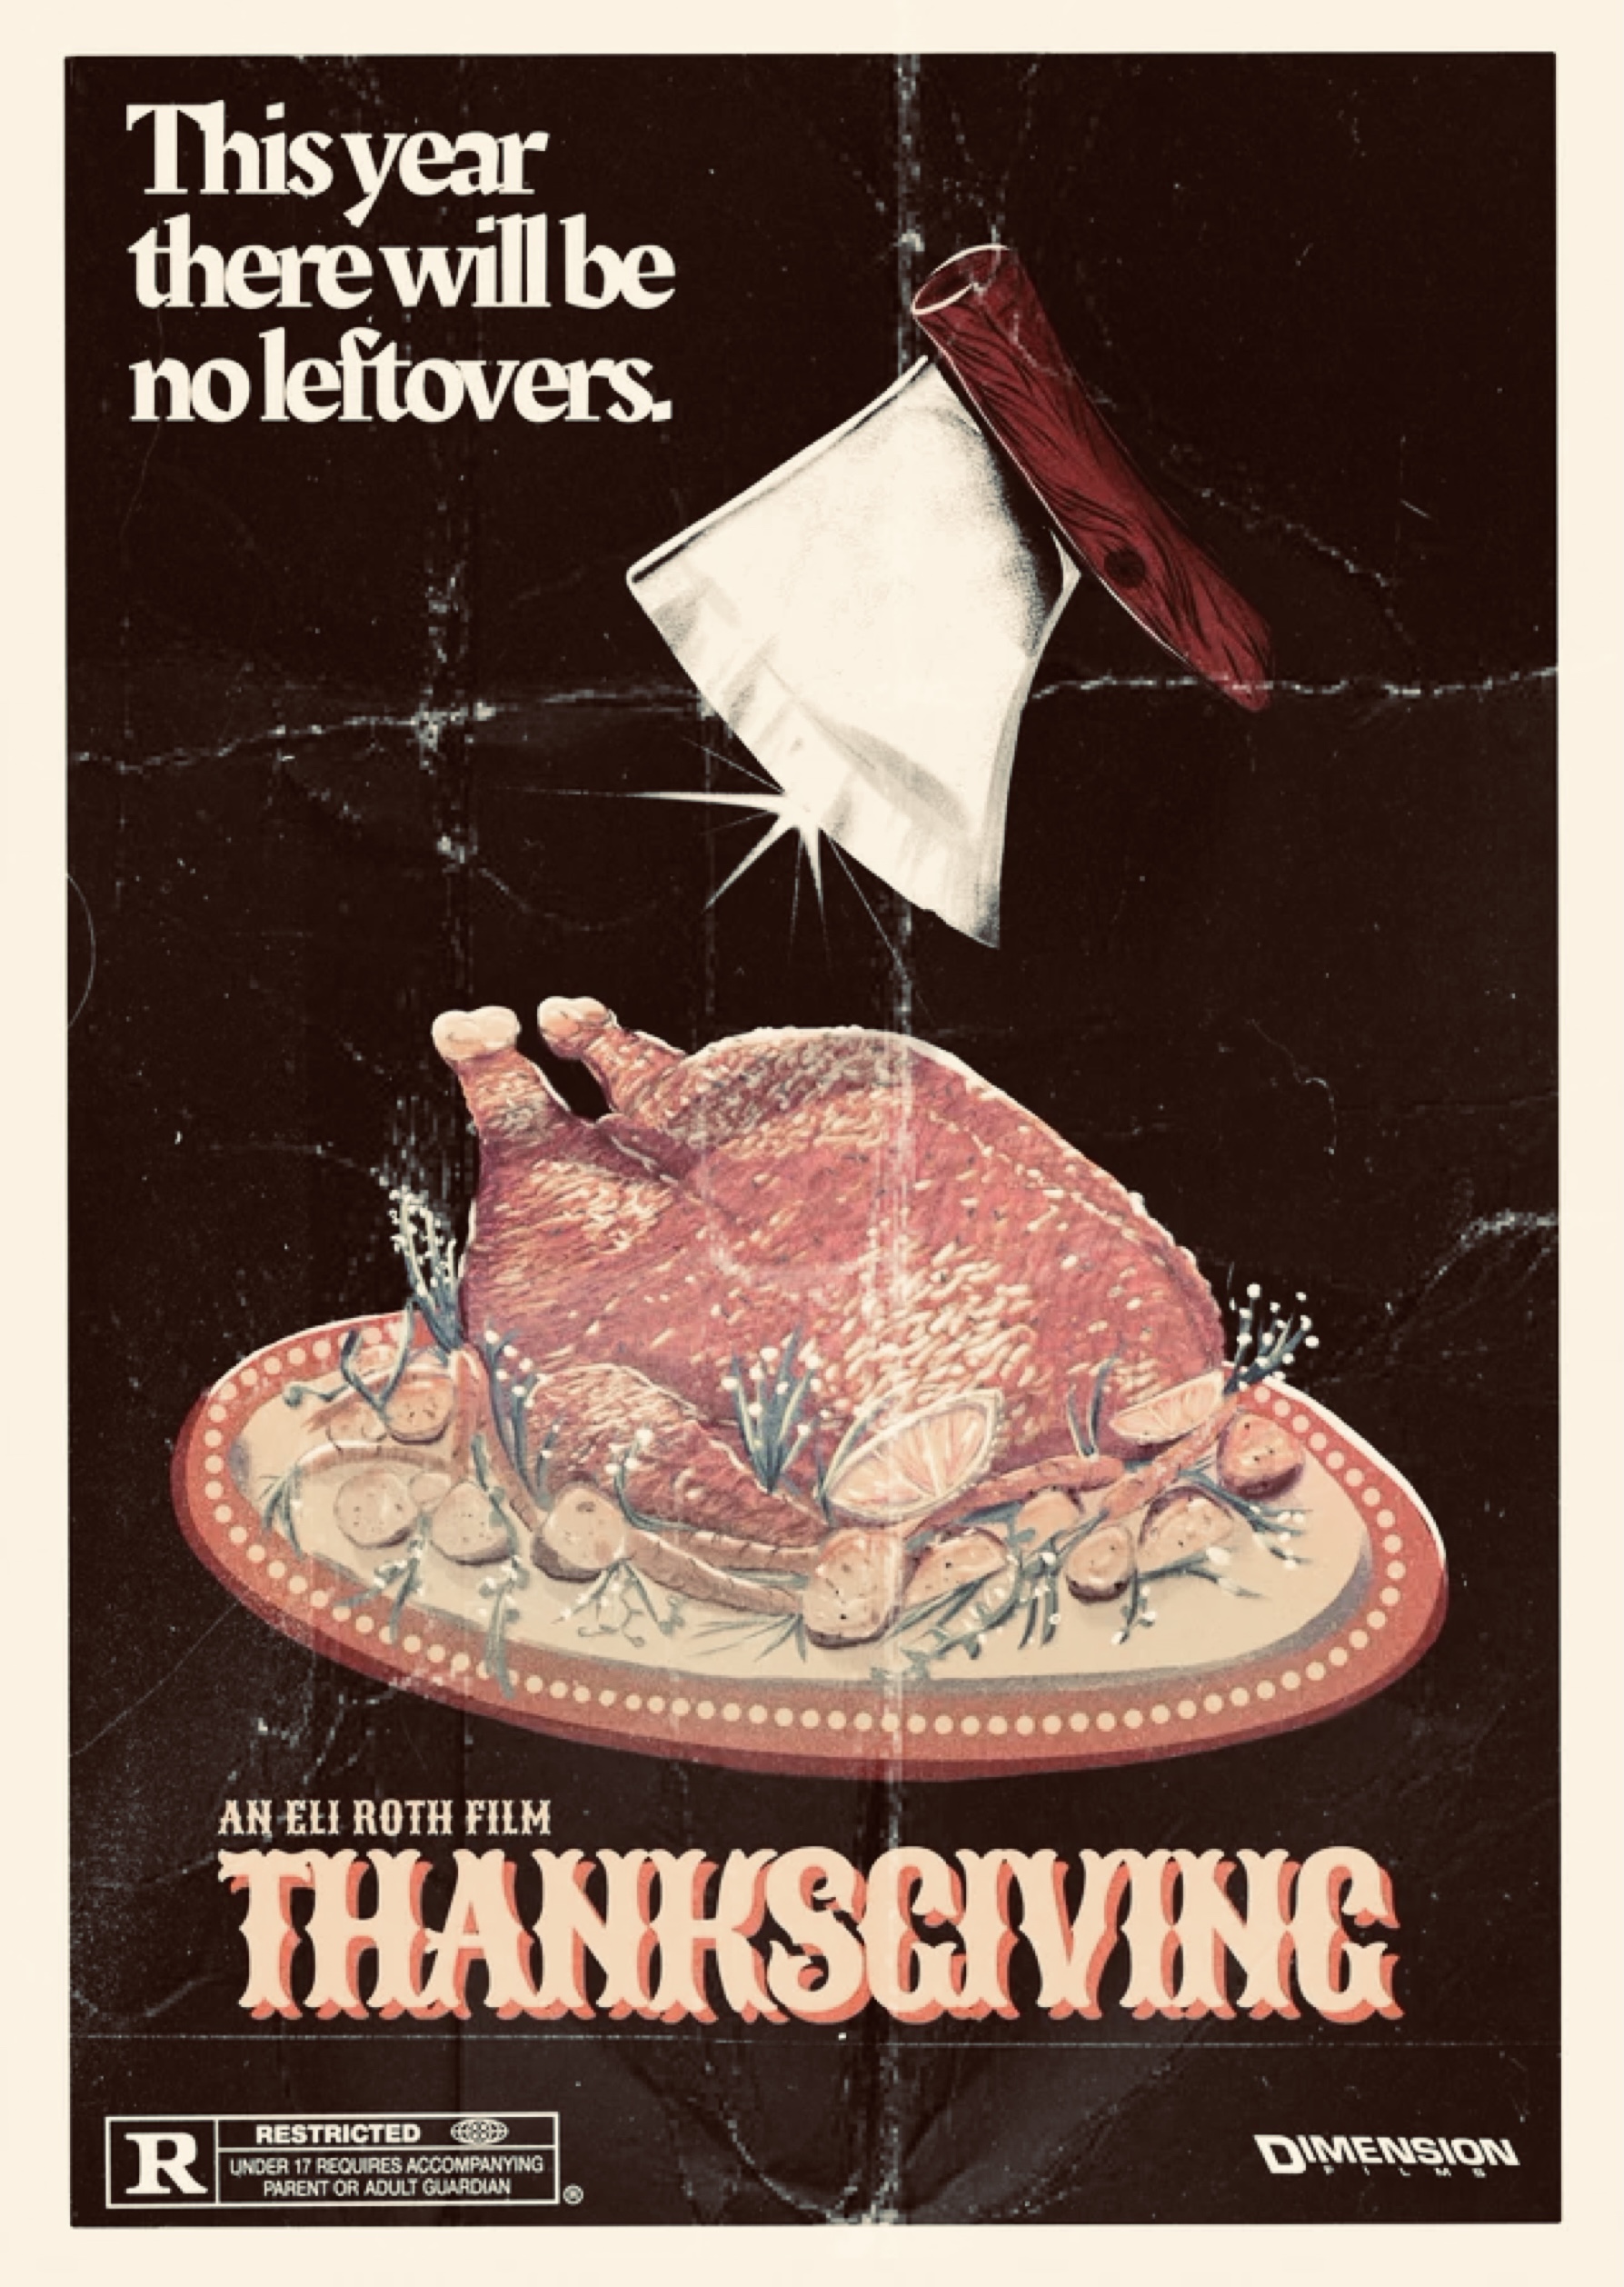 This year
there will be
no leftovers.
AN ELI ROTH FILM
THANKSGIVING
R
RESTRICTED
UNDER 17 REQUIRES ACCOMPANYING
PARENT OR ADULT GUARDIAN
®
DIMENSION
FILMS